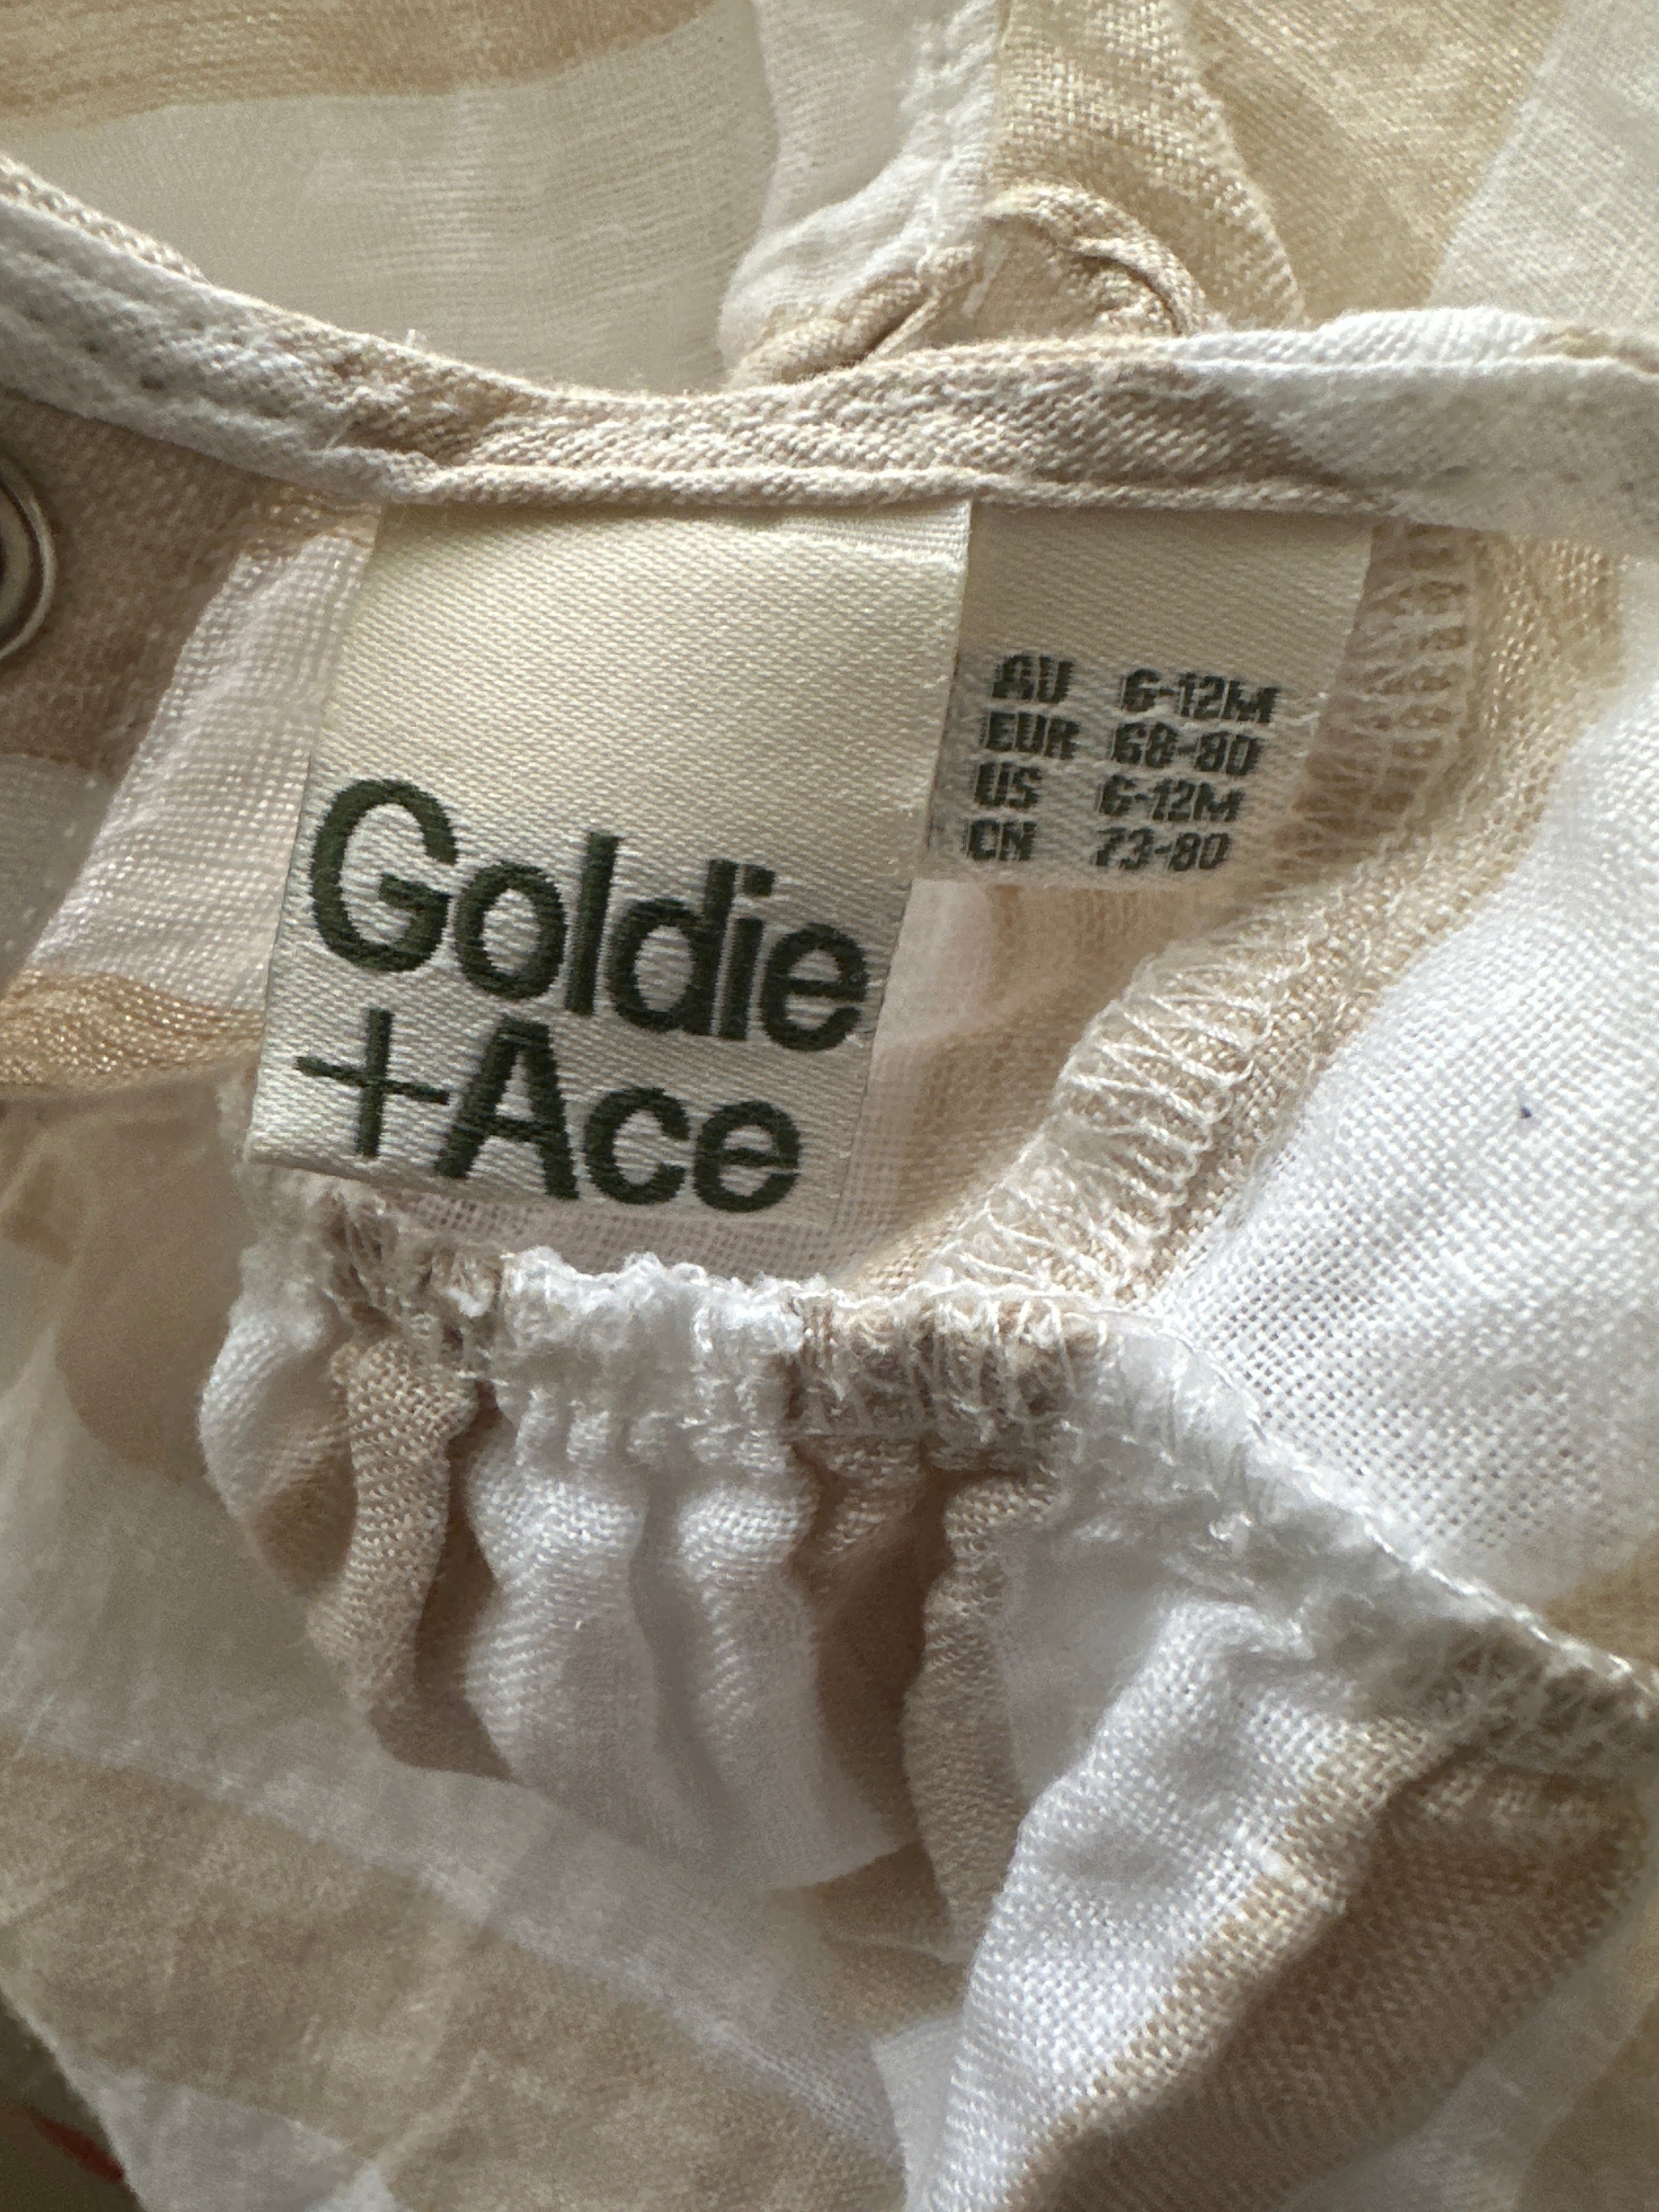 Goldie
+Ace
AU 6-12M
EUR 68-80
US 6-12M
CN 73-80